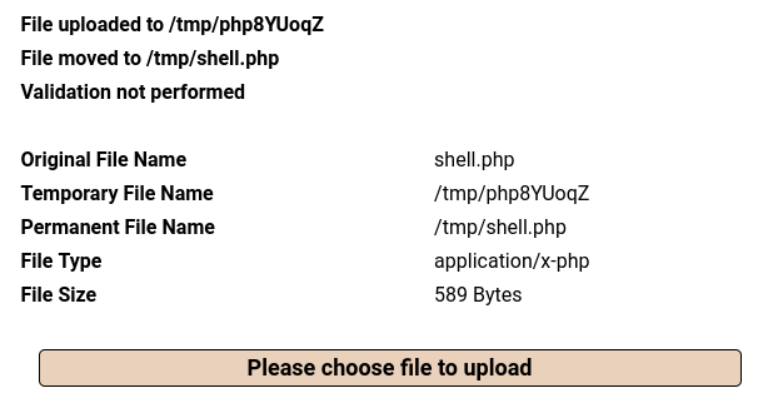 File uploaded to /tmp/php8YUoqZ
File moved to /tmp/shell.php
Validation not performed
Original File Name shell.php
Temporary File Name /tmp/php8YUoqZ
Permanent File Name /tmp/shell.php
File Type application/x-php
File Size 589 Bytes
Please choose file to upload